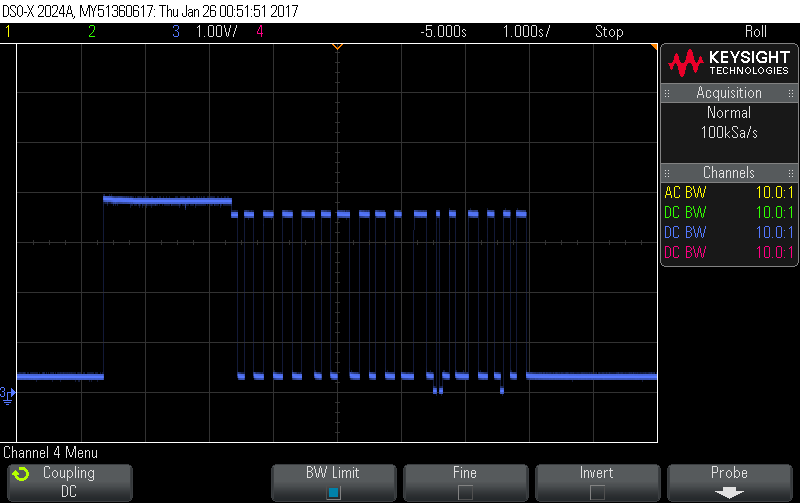 DSO-X 2024A, MY51360617: Thu Jan 26 00:51:51 2017
1 2 3 1.00V/ 4 -5.000s 1.000s/ Stop Roll
KEYSIGHT
TECHNOLOGIES
Acquisition
Normal
100kSa/s
Channels
AC BW 10.0:1
DC BW 10.0:1
DC BW 10.0:1
DC BW 10.0:1
3
Channel 4 Menu
Coupling
DC
BW Limit
Fine
Invert
Probe